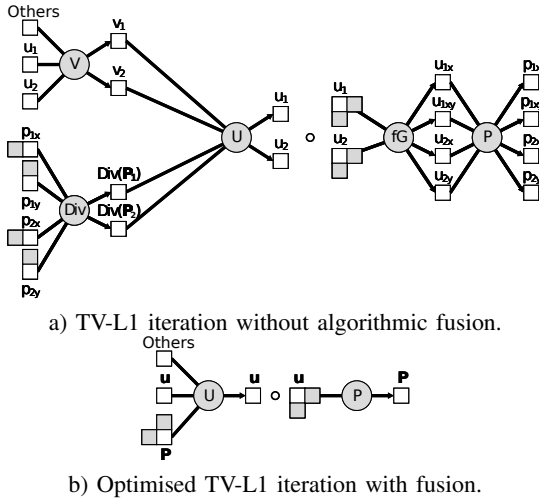 Others
u1
u2
V
v1
v2
p1x
p1y
p2x
p2y
Div
Div(P1)
Div(P2)
U
u1
u2
u1
u2
fG
u1x
u1xy
u2x
u2y
P
p1x
p1x
p2x
p2y
a) TV-L1 iteration without algorithmic fusion.
Others
u
P
U
u
u
P
P
b) Optimised TV-L1 iteration with fusion.